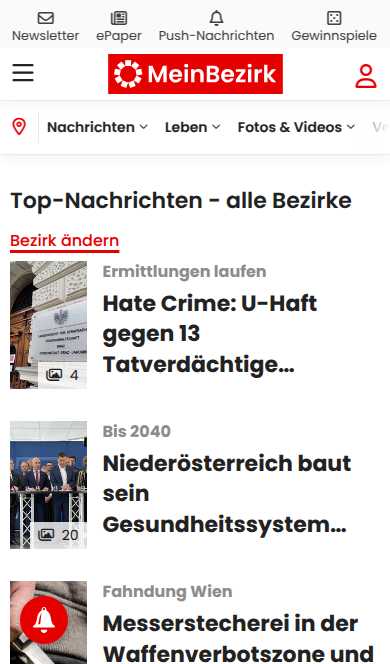 Newsletter ePaper Push-Nachrichten Gewinnspiele
MeinBezirk
Nachrichten Leben Fotos & Videos
Top-Nachrichten - alle Bezirke
Bezirk ändern
Ermittlungen laufen
Hate Crime: U-Haft
gegen 13
Tatverdächtige...
4
Bis 2040
Niederösterreich baut
sein
Gesundheitssystem...
20
Fahndung Wien
Messerstecherei in der
Waffenverbotszone und